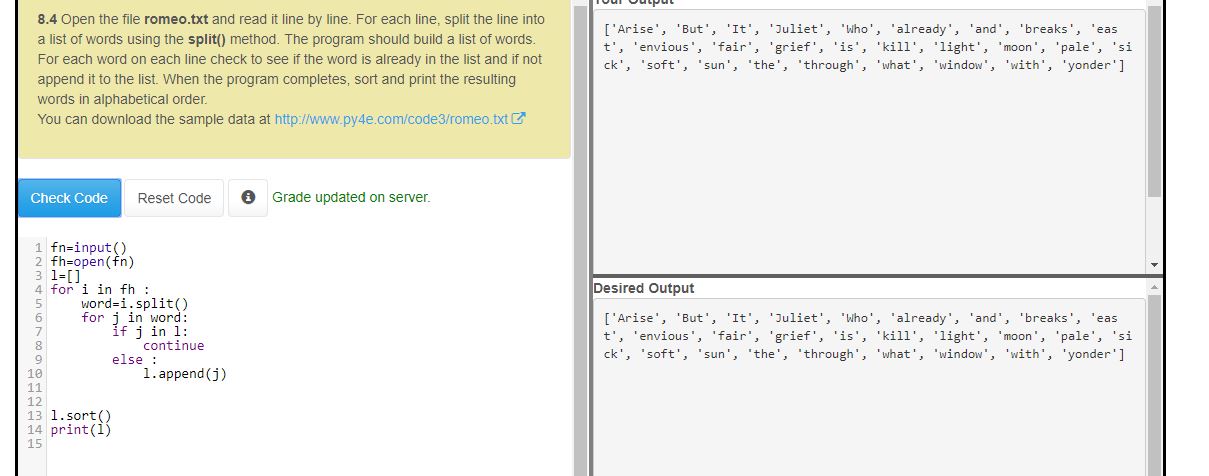 8.4 Open the file romeo.txt and read it line by line. For each line, split the line into
a list of words using the split() method. The program should build a list of words.
For each word on each line check to see if the word is already in the list and if not
append it to the list. When the program completes, sort and print the resulting
words in alphabetical order.
You can download the sample data at http://www.py4e.com/code3/romeo.txt
Check Code Reset Code Grade updated on server.
1 fn=input()
2 fh=open(fn)
3 l=[]
4 for i in fh :
5     word=i.split()
6     for j in word:
7         if j in l:
8             continue
9         else :
10             l.append(j)
11
12
13 l.sort()
14 print(l)
15
Your Output
['Arise', 'But', 'It', 'Juliet', 'Who', 'already', 'and', 'breaks', 'eas
t', 'envious', 'fair', 'grief', 'is', 'kill', 'light', 'moon', 'pale', 'si
ck', 'soft', 'sun', 'the', 'through', 'what', 'window', 'with', 'yonder']
Desired Output
['Arise', 'But', 'It', 'Juliet', 'Who', 'already', 'and', 'breaks', 'eas
t', 'envious', 'fair', 'grief', 'is', 'kill', 'light', 'moon', 'pale', 'si
ck', 'soft', 'sun', 'the', 'through', 'what', 'window', 'with', 'yonder']